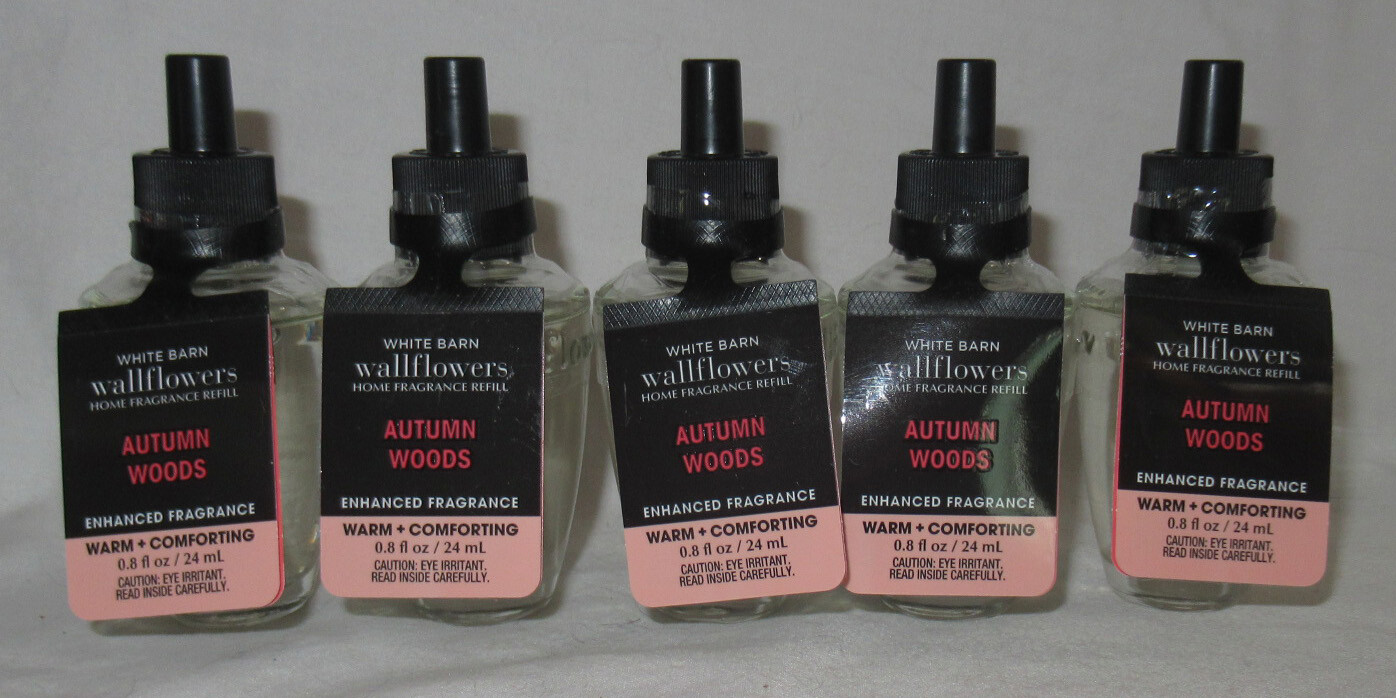 WHITE BARN
wallflowers
HOME FRAGRANCE REFILL
AUTUMN
WOODS
ENHANCED FRAGRANCE
WARM + COMFORTING
0.8 fl oz / 24 mL
CAUTION: EYE IRRITANT.
READ INSIDE CAREFULLY.
WHITE BARN
wallflowers
HOME FRAGRANCE REFILL
AUTUMN
WOODS
ENHANCED FRAGRANCE
WARM + COMFORTING
0.8 fl oz / 24 mL
CAUTION: EYE IRRITANT.
READ INSIDE CAREFULLY.
WHITE BARN
wallflowers
HOME FRAGRANCE REFILL
AUTUMN
WOODS
ENHANCED FRAGRANCE
WARM + COMFORTING
0.8 fl oz / 24 mL
CAUTION: EYE IRRITANT.
READ INSIDE CAREFULLY.
WHITE BARN
wallflowers
HOME FRAGRANCE REFILL
AUTUMN
WOODS
ENHANCED FRAGRANCE
WARM + COMFORTING
0.8 fl oz / 24 mL
CAUTION: EYE IRRITANT.
READ INSIDE CAREFULLY.
WHITE BARN
wallflowers
HOME FRAGRANCE REFILL
AUTUMN
WOODS
ENHANCED FRAGRANCE
WARM + COMFORTING
0.8 fl oz / 24 mL
CAUTION: EYE IRRITANT.
READ INSIDE CAREFULLY.